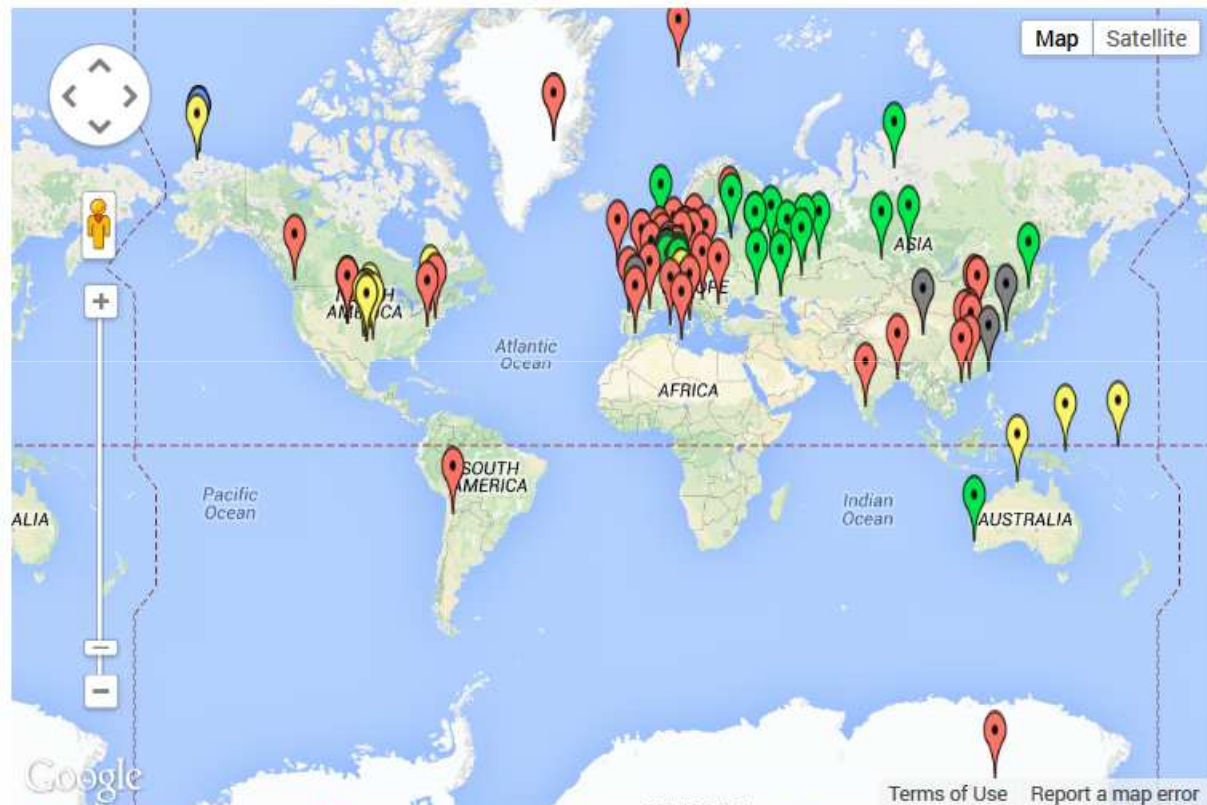 Map
Satellite
ASIA
AMERICA
Atlantic
Ocean
AFRICA
SOUTH
AMERICA
Pacific
Ocean
Indian
Ocean
ALIA
AUSTRALIA
Google
Terms of Use
Report a map error